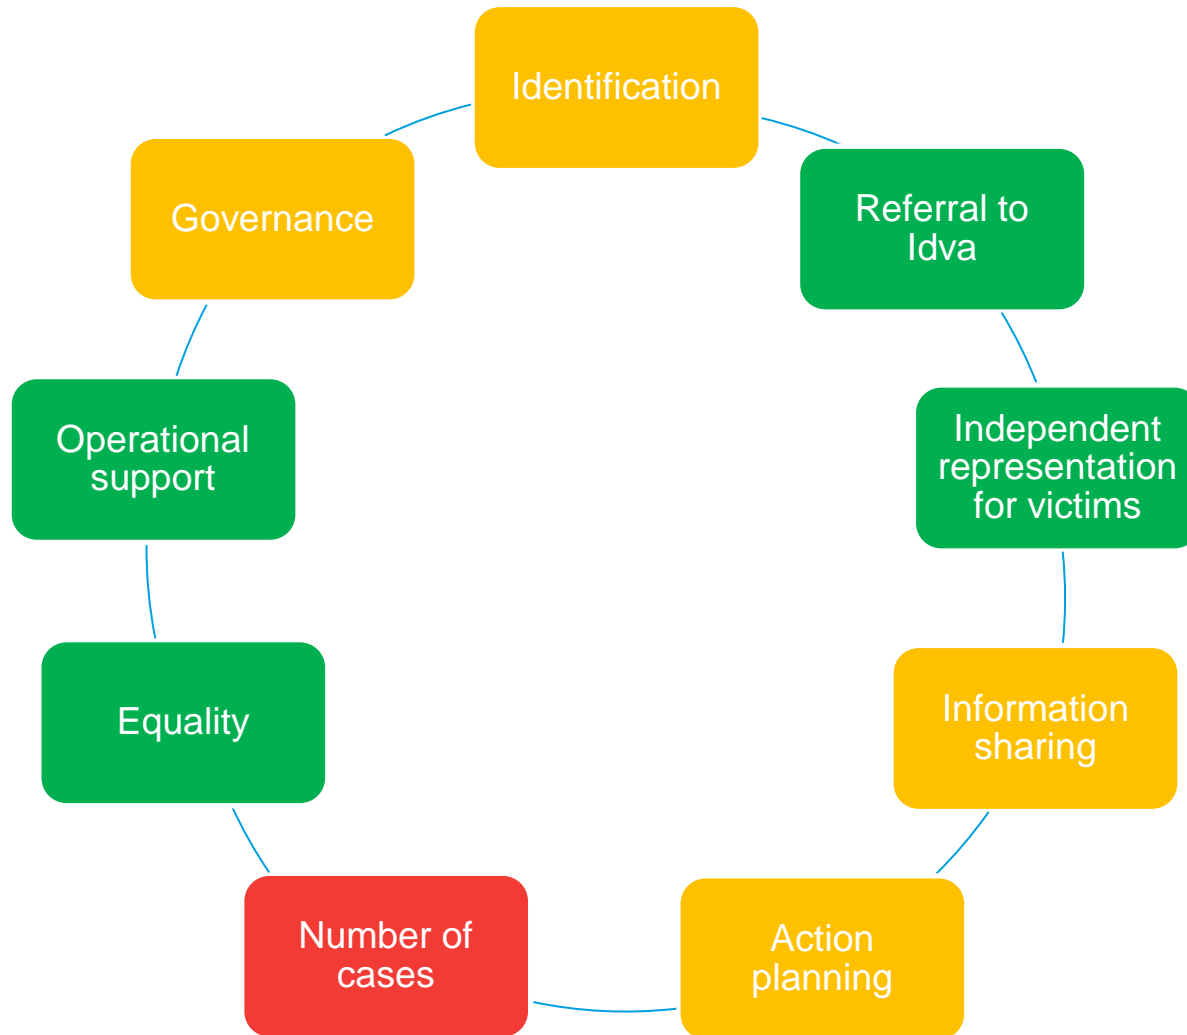 Identification
Referral to
Idva
Independent
representation
for victims
Information
sharing
Action
planning
Number of
cases
Equality
Operational
support
Governance